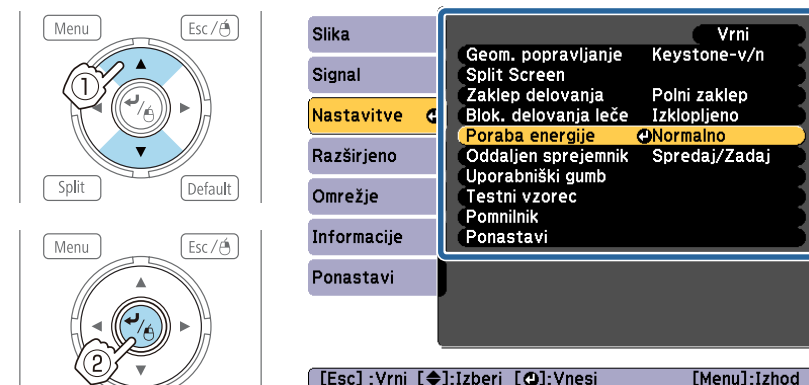 Menu
Esc/
1
Split
Default
Menu
Esc/
2
Slika
Signal
Nastavitve
Razširjeno
Omrežje
Informacije
Ponastavi
Vrni
Geom. popravljanje Keystone-v/n
Split Screen
Zaklep delovanja Polni zaklep
Blok. delovanja leče Izklopljeno
Poraba energije Normalno
Oddaljen sprejemnik Spredaj/Zadaj
Uporabniški gumb
Testni vzorec
Pomnilnik
Ponastavi
[Esc] :Vrni [ ]:Izberi [ ]:Vnesi [Menu]:Izhod